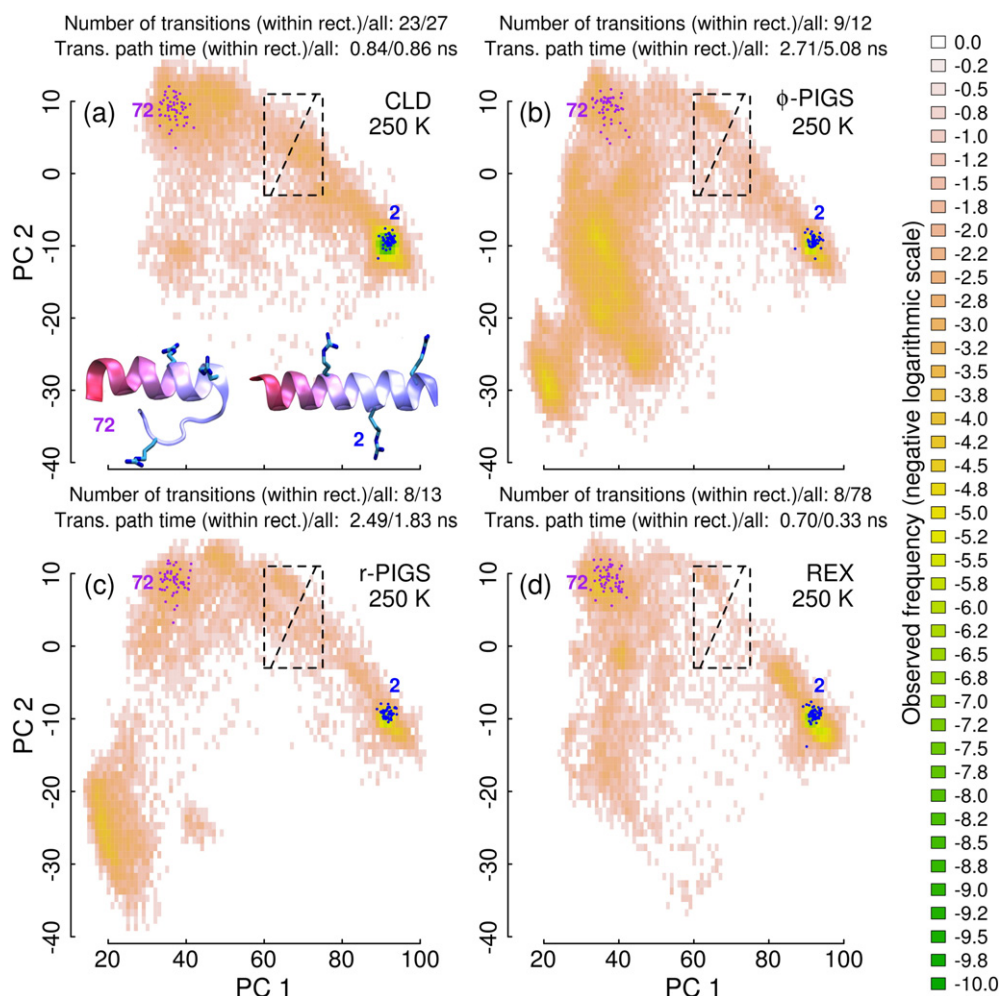 Number of transitions (within rect.)/all: 23/27
Trans. path time (within rect.)/all: 0.84/0.86 ns
Number of transitions (within rect.)/all: 9/12
Trans. path time (within rect.)/all: 2.71/5.08 ns
(a)
72
CLD
250 K
2
72
2
PC 2
10
0
-10
-20
-30
-40
(b)
72
ϕ-PIGS
250 K
2
10
0
-10
-20
-30
-40
Number of transitions (within rect.)/all: 8/13
Trans. path time (within rect.)/all: 2.49/1.83 ns
Number of transitions (within rect.)/all: 8/78
Trans. path time (within rect.)/all: 0.70/0.33 ns
(c)
72
r-PIGS
250 K
2
PC 2
10
0
-10
-20
-30
-40
20 40 60 80 100
PC 1
(d)
72
REX
250 K
2
10
0
-10
-20
-30
-40
20 40 60 80 100
PC 1
Observed frequency (negative logarithmic scale)
0.0
-0.2
-0.5
-0.8
-1.0
-1.2
-1.5
-1.8
-2.0
-2.2
-2.5
-2.8
-3.0
-3.2
-3.5
-3.8
-4.0
-4.2
-4.5
-4.8
-5.0
-5.2
-5.5
-5.8
-6.0
-6.2
-6.5
-6.8
-7.0
-7.2
-7.5
-7.8
-8.0
-8.2
-8.5
-8.8
-9.0
-9.2
-9.5
-9.8
-10.0